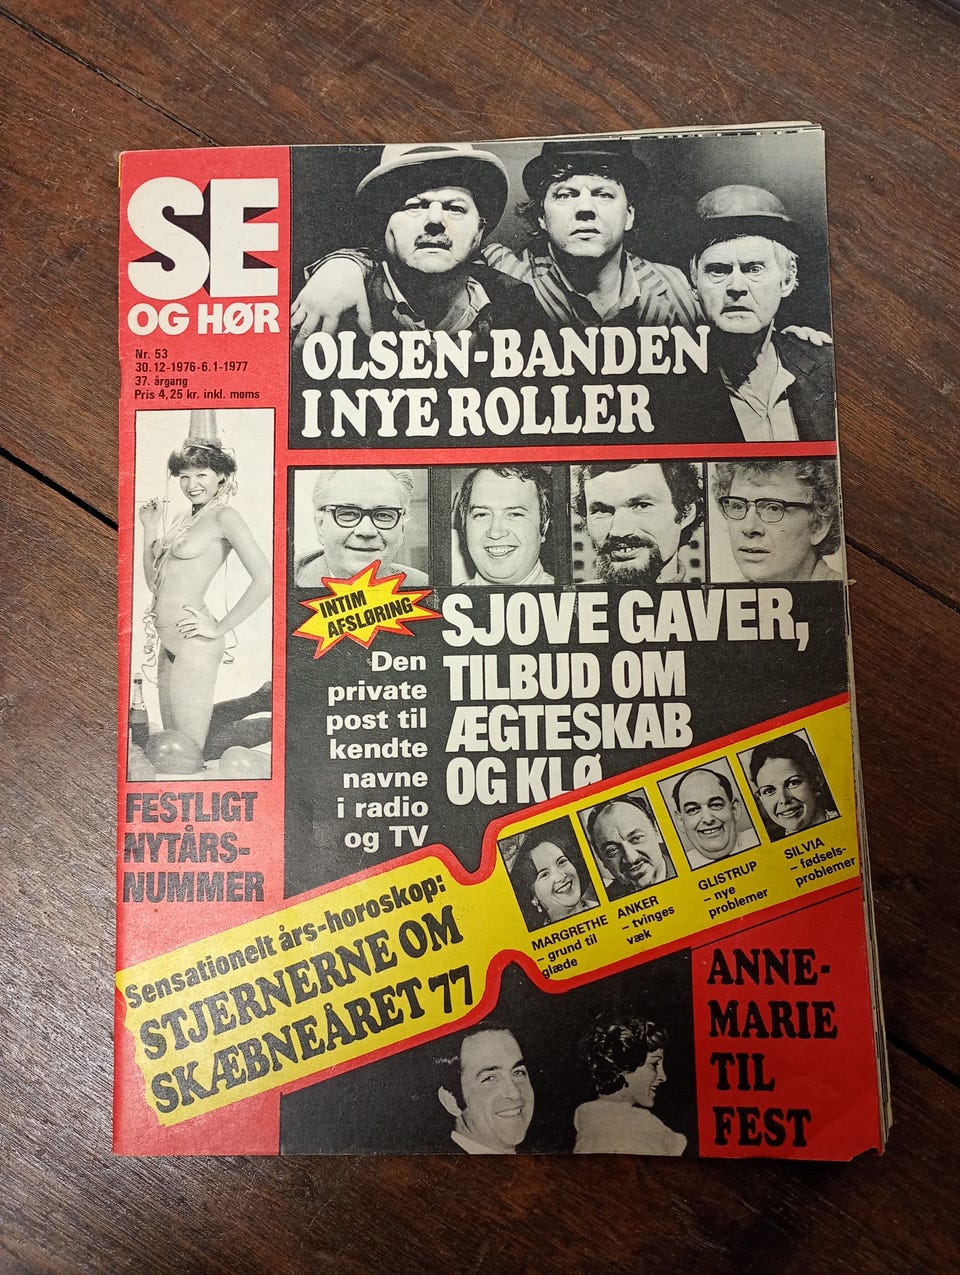 SE
OG HØR
Nr. 53
30.12-1976-6.1-1977
37. årgang
Pris 4,25 kr. inkl. moms
OLSEN-BANDEN
I NYE ROLLER
FESTLIGT
NYTÅRS-
NUMMER
INTIM
AFSLØRING
Den
private
post til
kendte
navne
i radio
og TV
SJOVE GAVER,
TILBUD OM
ÆGTESKAB
OG KLØ
Sensationelt års-horoskop:
STJERNERNE OM
SKÆBNEÅRET 77
MARGRETHE
– grund til
glæde
ANKER
– tvinges
væk
GLISTRUP
– nye
problemer
SILVIA
– fødsels-
problemer
ANNE-
MARIE
TIL
FEST